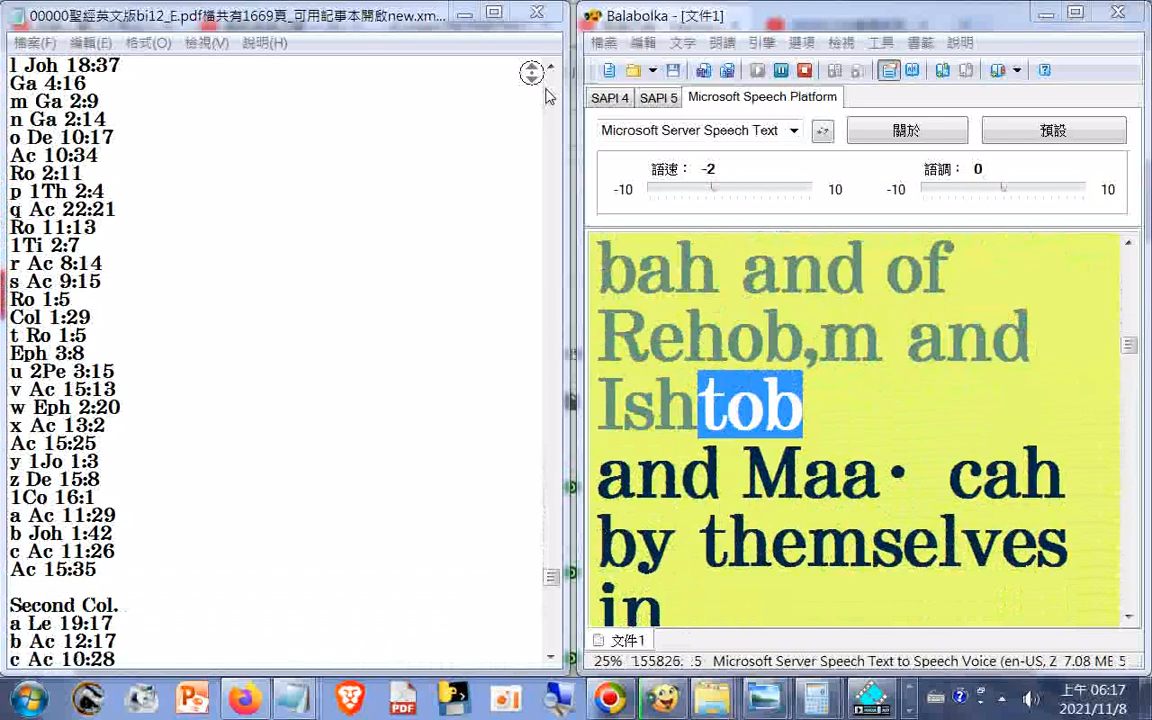 00000聖經英文版bi12_E.pdf檔共有1669頁_可用記事本開啟new.xm...
檔案(F) 編輯(E) 格式(O) 檢視(V) 說明(H)
l Joh 18:37
Ga 4:16
m Ga 2:9
n Ga 2:14
o De 10:17
Ac 10:34
Ro 2:11
p 1Th 2:4
q Ac 22:21
Ro 11:13
1Ti 2:7
r Ac 8:14
s Ac 9:15
Ro 1:5
Col 1:29
t Ro 1:5
Eph 3:8
u 2Pe 3:15
v Ac 15:13
w Eph 2:20
x Ac 13:2
Ac 15:25
y 1Jo 1:3
z De 15:8
1Co 16:1
a Ac 11:29
b Joh 1:42
c Ac 11:26
Ac 15:35
Second Col.
a Le 19:17
b Ac 12:17
c Ac 10:28
Balabolka - [文件1]
檔案 編輯 文字 朗讀 引擎 選項 檢視 工具 書籤 說明
SAPI 4 SAPI 5 Microsoft Speech Platform
Microsoft Server Speech Text 關於 預設
語速： -2 語調： 0
-10 10 -10 10
bah and of
Rehob,m and
Ishtob
and Maa· cah
by themselves
in
文件1
25% 155826: .5 Microsoft Server Speech Text to Speech Voice (en-US, Z 7.08 MB 5
上午 06:17
2021/11/8